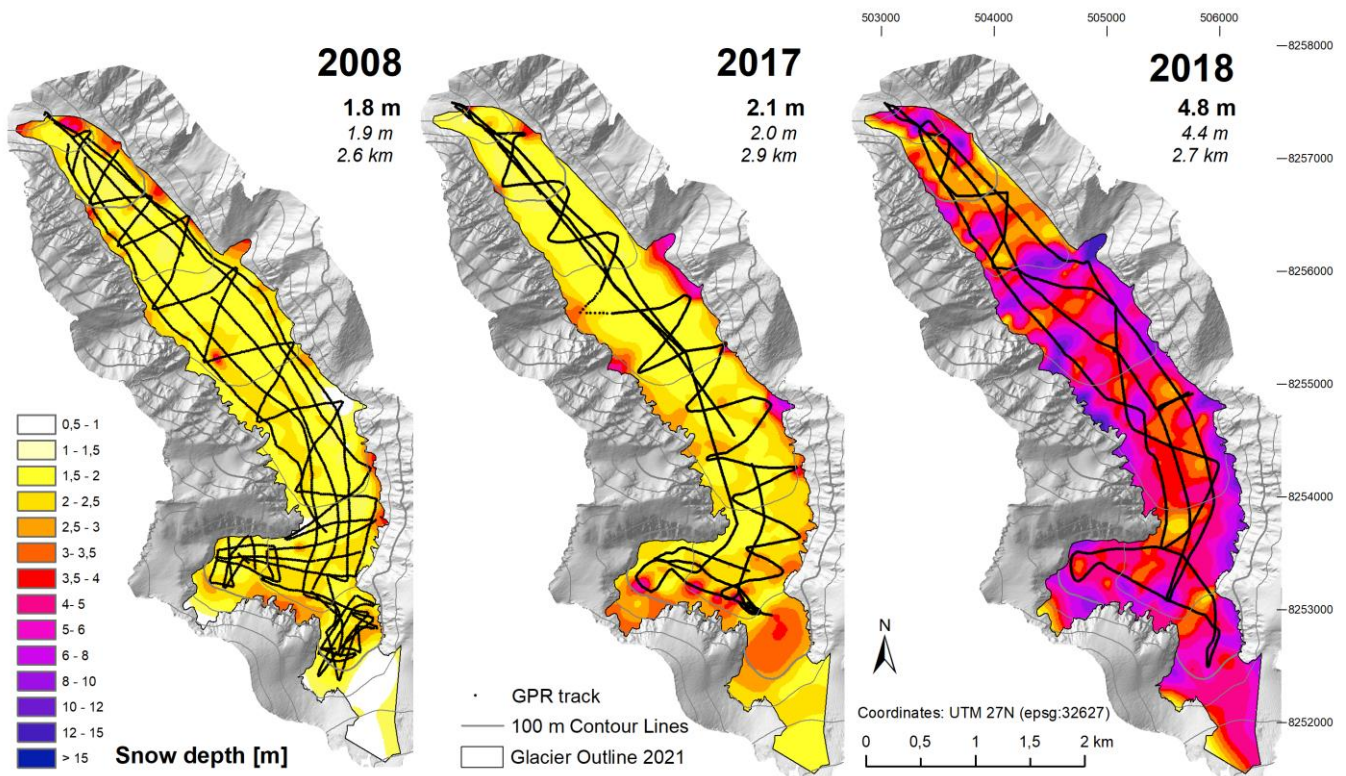 503000 504000 505000 506000
8258000
8257000
8256000
8255000
8254000
8253000
8252000
2008
1.8 m
1.9 m
2.6 km
2017
2.1 m
2.0 m
2.9 km
2018
4.8 m
4.4 m
2.7 km
0,5 - 1
1 - 1,5
1,5 - 2
2 - 2,5
2,5 - 3
3 - 3,5
3,5 - 4
4 - 5
5 - 6
6 - 8
8 - 10
10 - 12
12 - 15
> 15
Snow depth [m]
GPR track
100 m Contour Lines
Glacier Outline 2021
N
Coordinates: UTM 27N (epsg:32627)
0 0,5 1 2 km